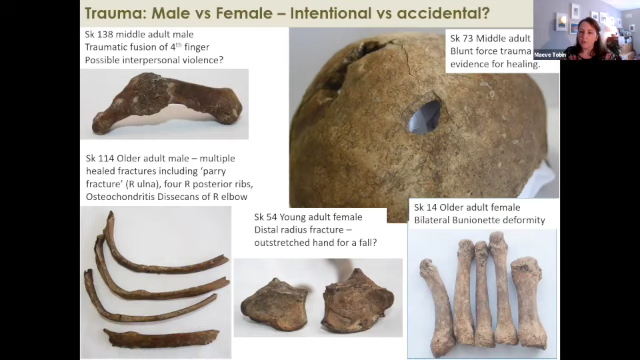 Trauma: Male vs Female – Intentional vs accidental?
Sk 138 middle adult male
Traumatic fusion of 4th finger
Possible interpersonal violence?
Sk 73 Middle adult
Blunt force trauma
evidence for healing.
Maeve Tobin
Sk 114 Older adult male – multiple
healed fractures including ‘parry
fracture’ (R ulna), four R posterior ribs,
Osteochondritis Dissecans of R elbow
Sk 54 Young adult female
Distal radius fracture –
outstretched hand for a fall?
Sk 14 Older adult female
Bilateral Bunionette deformity